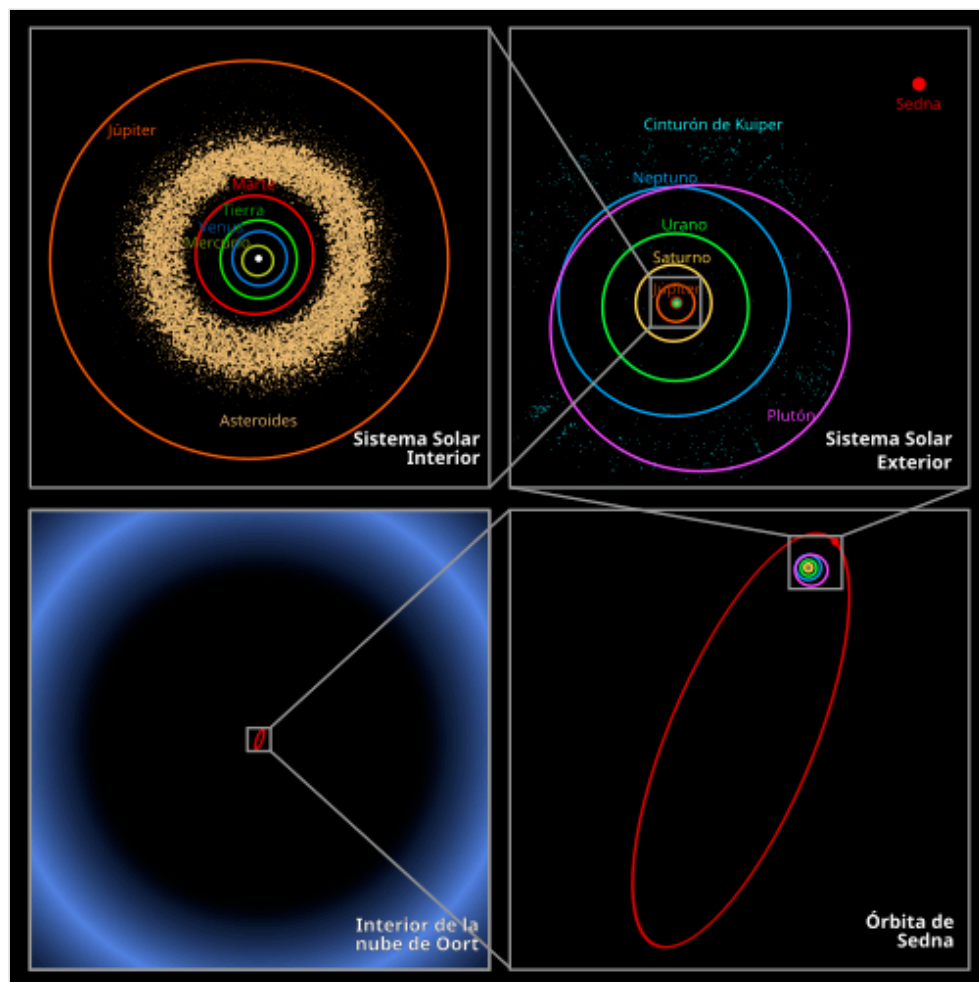 Júpiter
Marte
Tierra
Venus
Mercurio
Asteroides
Sistema Solar
Interior
Sedna
Cinturón de Kuiper
Neptuno
Urano
Saturno
Júpiter
Plutón
Sistema Solar
Exterior
Interior de la
nube de Oort
Órbita de
Sedna